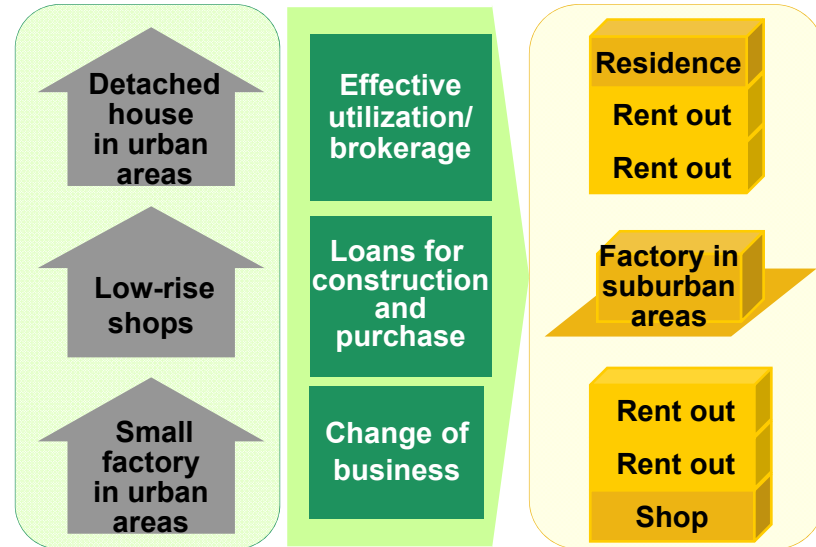 Detached
house
in urban
areas
Low-rise
shops
Small
factory
in urban
areas
Effective
utilization/
brokerage
Loans for
construction
and
purchase
Change of
business
Residence
Rent out
Rent out
Factory in
suburban
areas
Rent out
Rent out
Shop